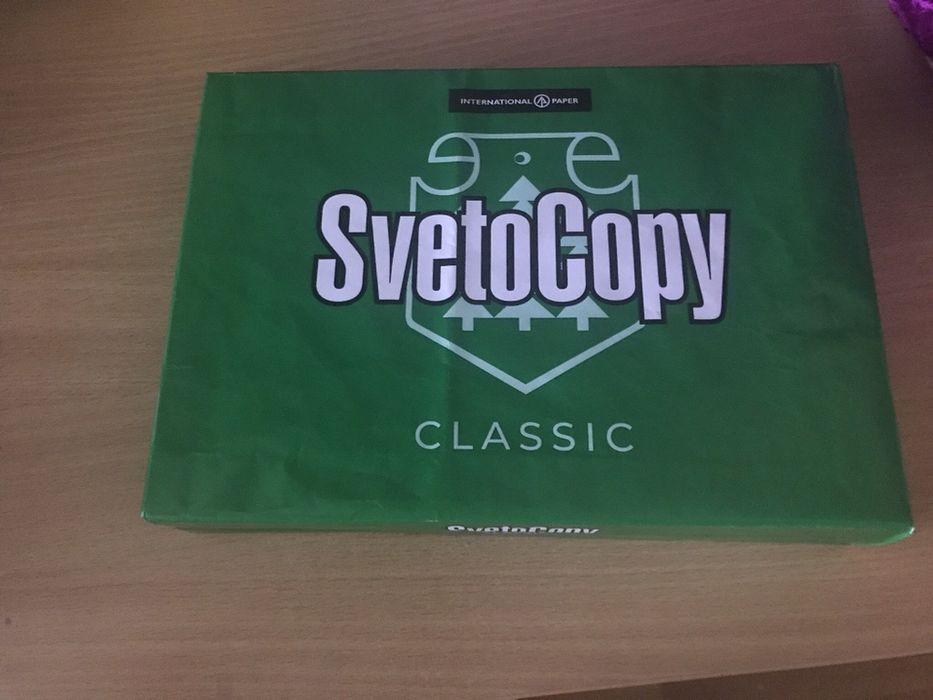 INTERNATIONAL PAPER
SvetoCopy
CLASSIC
SvetoCopy